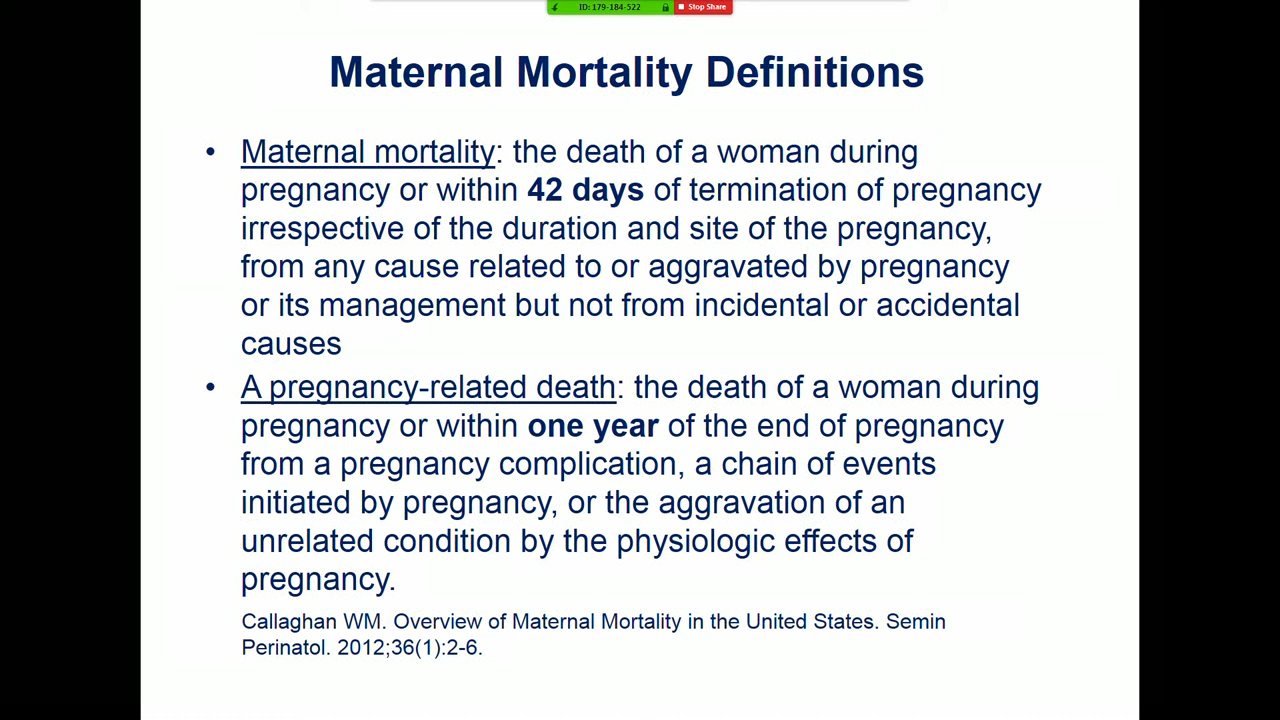 ID: 179-184-522 Stop Share
Maternal Mortality Definitions
• Maternal mortality: the death of a woman during
pregnancy or within 42 days of termination of pregnancy
irrespective of the duration and site of the pregnancy,
from any cause related to or aggravated by pregnancy
or its management but not from incidental or accidental
causes
• A pregnancy-related death: the death of a woman during
pregnancy or within one year of the end of pregnancy
from a pregnancy complication, a chain of events
initiated by pregnancy, or the aggravation of an
unrelated condition by the physiologic effects of
pregnancy.
Callaghan WM. Overview of Maternal Mortality in the United States. Semin
Perinatol. 2012;36(1):2-6.